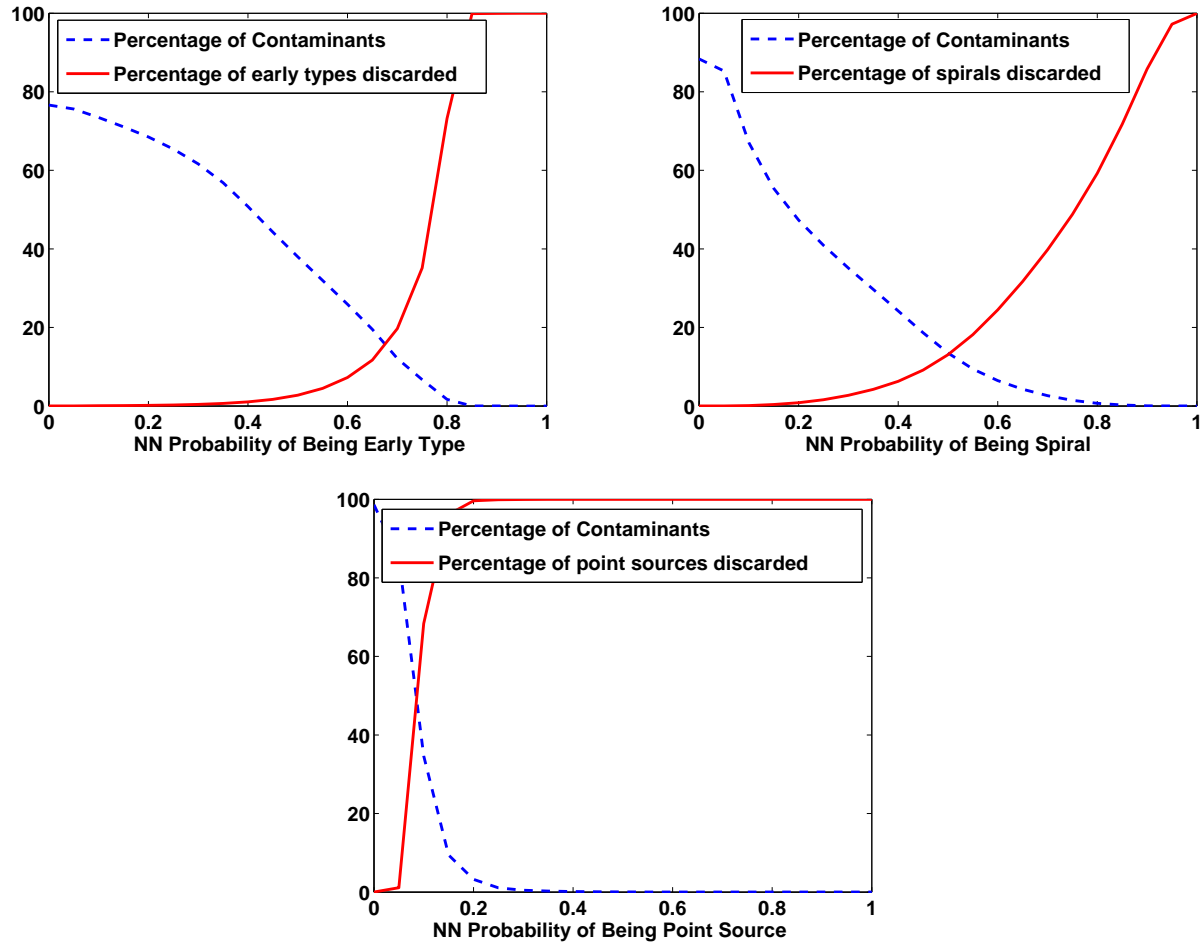 100
80
60
40
20
0
Percentage of Contaminants
Percentage of early types discarded
0 0.2 0.4 0.6 0.8 1
NN Probability of Being Early Type
100
80
60
40
20
0
Percentage of Contaminants
Percentage of spirals discarded
0 0.2 0.4 0.6 0.8 1
NN Probability of Being Spiral
100
80
60
40
20
0
Percentage of Contaminants
Percentage of point sources discarded
0 0.2 0.4 0.6 0.8 1
NN Probability of Being Point Source